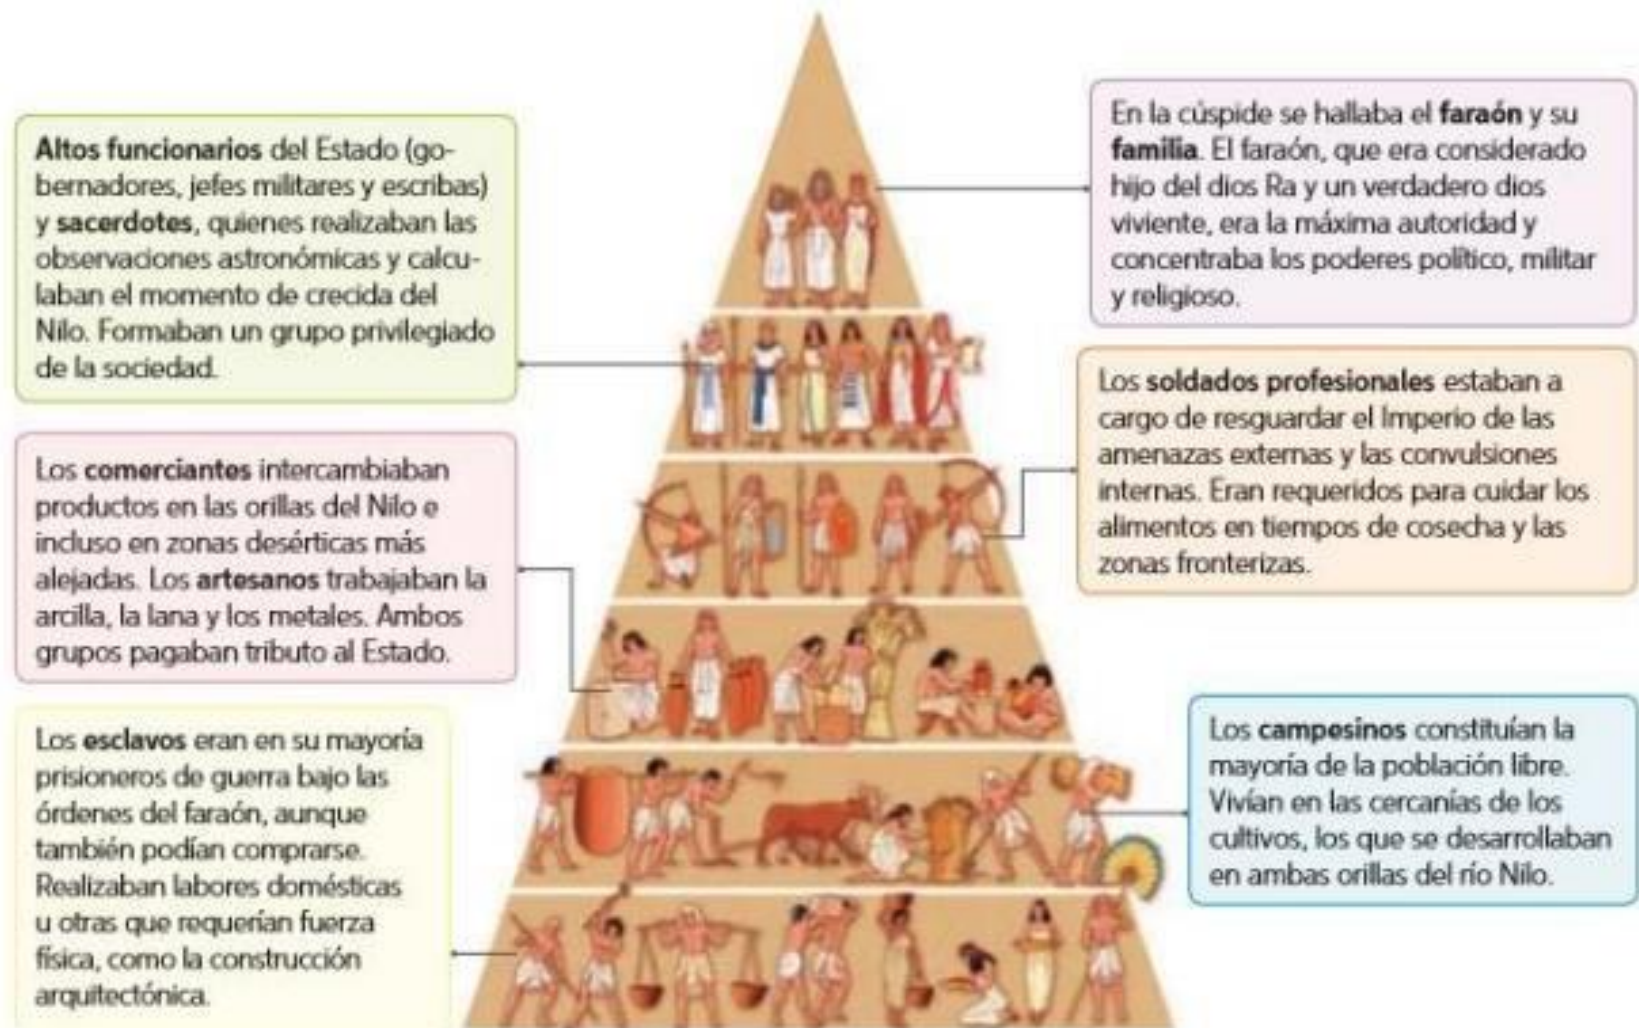 Altos funcionarios del Estado (go-
bernadores, jefes militares y escribas)
y sacerdotes, quienes realizaban las
observaciones astronómicas y calcu-
laban el momento de crecida del
Nilo. Formaban un grupo privilegiado
de la sociedad.
En la cúspide se hallaba el faraón y su
familia. El faraón, que era considerado
hijo del dios Ra y un verdadero dios
viviente, era la máxima autoridad y
concentraba los poderes político, militar
y religioso.
Los soldados profesionales estaban a
cargo de resguardar el Imperio de las
amenazas externas y las convulsiones
internas. Eran requeridos para cuidar los
alimentos en tiempos de cosecha y las
zonas fronterizas.
Los comerciantes intercambiaban
productos en las orillas del Nilo e
incluso en zonas desérticas más
alejadas. Los artesanos trabajaban la
arcilla, la lana y los metales. Ambos
grupos pagaban tributo al Estado.
Los campesinos constituían la
mayoría de la población libre.
Vivían en las cercanías de los
cultivos, los que se desarrollaban
en ambas orillas del río Nilo.
Los esclavos eran en su mayoría
prisioneros de guerra bajo las
órdenes del faraón, aunque
también podían comprarse.
Realizaban labores domésticas
u otras que requerían fuerza
física, como la construcción
arquitectónica.